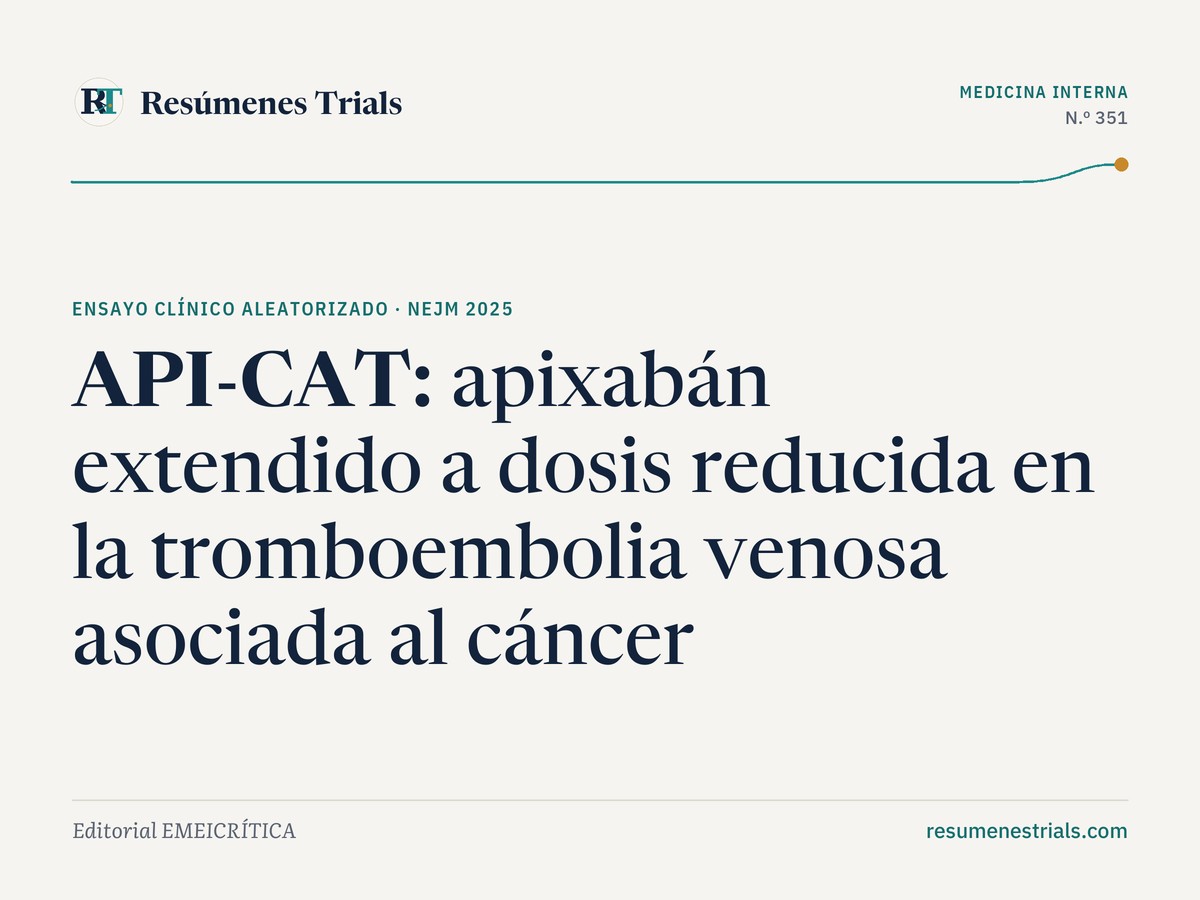 RT Resúmenes Trials
MEDICINA INTERNA
N.º 351
ENSAYO CLÍNICO ALEATORIZADO · NEJM 2025
API-CAT: apixabán
extendido a dosis reducida en
la tromboembolia venosa
asociada al cáncer
Editorial EMEICRÍTICA
resumenestrials.com